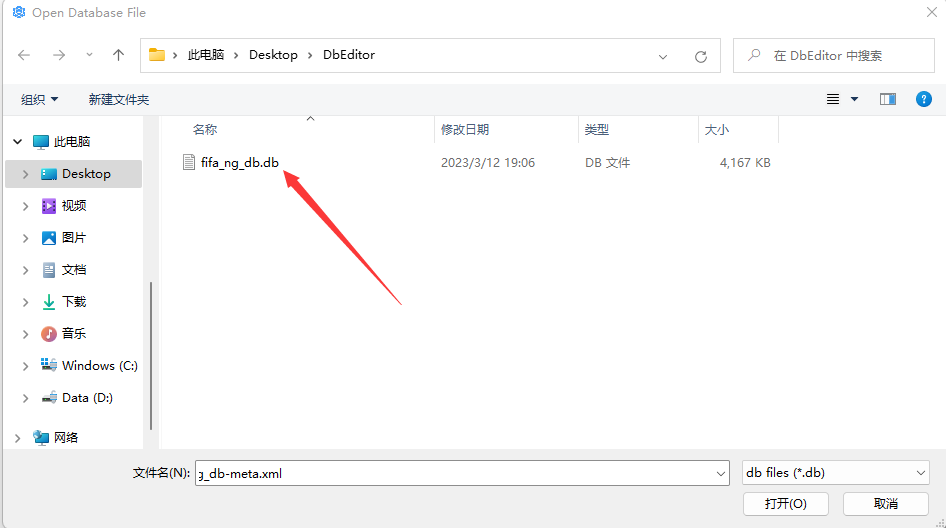 Open Database File
此电脑 Desktop DbEditor
在 DbEditor 中搜索
组织 新建文件夹
名称 修改日期 类型 大小
fifa_ng_db.db 2023/3/12 19:06 DB 文件 4,167 KB
此电脑
Desktop
视频
图片
文档
下载
音乐
Windows (C:)
Data (D:)
网络
文件名(N): g_db-meta.xml db files (*.db)
打开(O) 取消